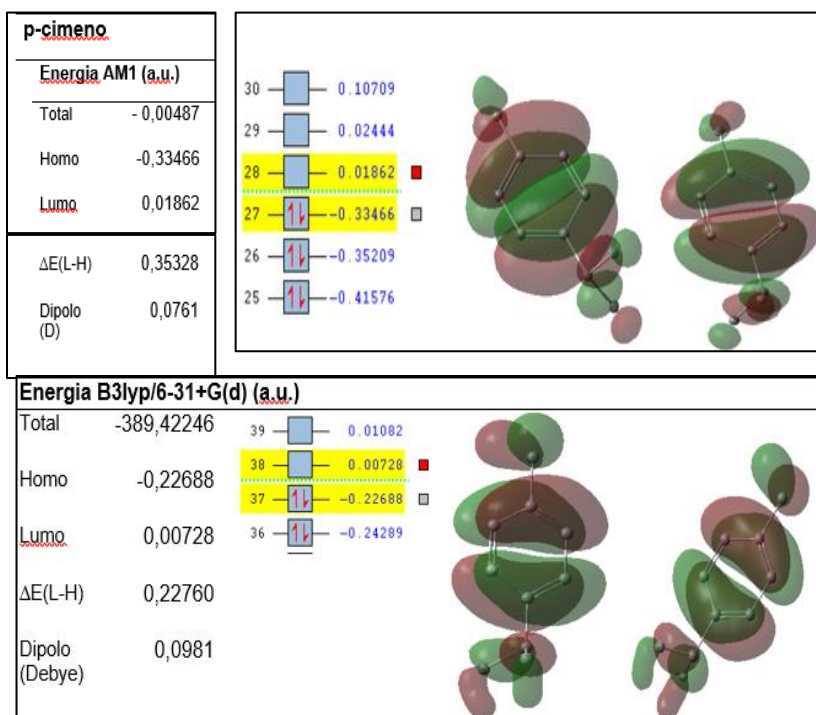 p-cimeno
Energia AM1 (a.u.)
Total - 0,00487
Homo -0,33466
Lumo 0,01862
ΔE(L-H) 0,35328
Dipolo 0,0761
(D)
30 0.10709
29 0.02444
28 0.01862
27 -0.33466
26 -0.35209
25 -0.41576
Energia B3lyp/6-31+G(d) (a.u.)
Total -389,42246
Homo -0,22688
Lumo 0,00728
ΔE(L-H) 0,22760
Dipolo 0,0981
(Debye)
39 0.01082
38 0.00728
37 -0.22688
36 -0.24289